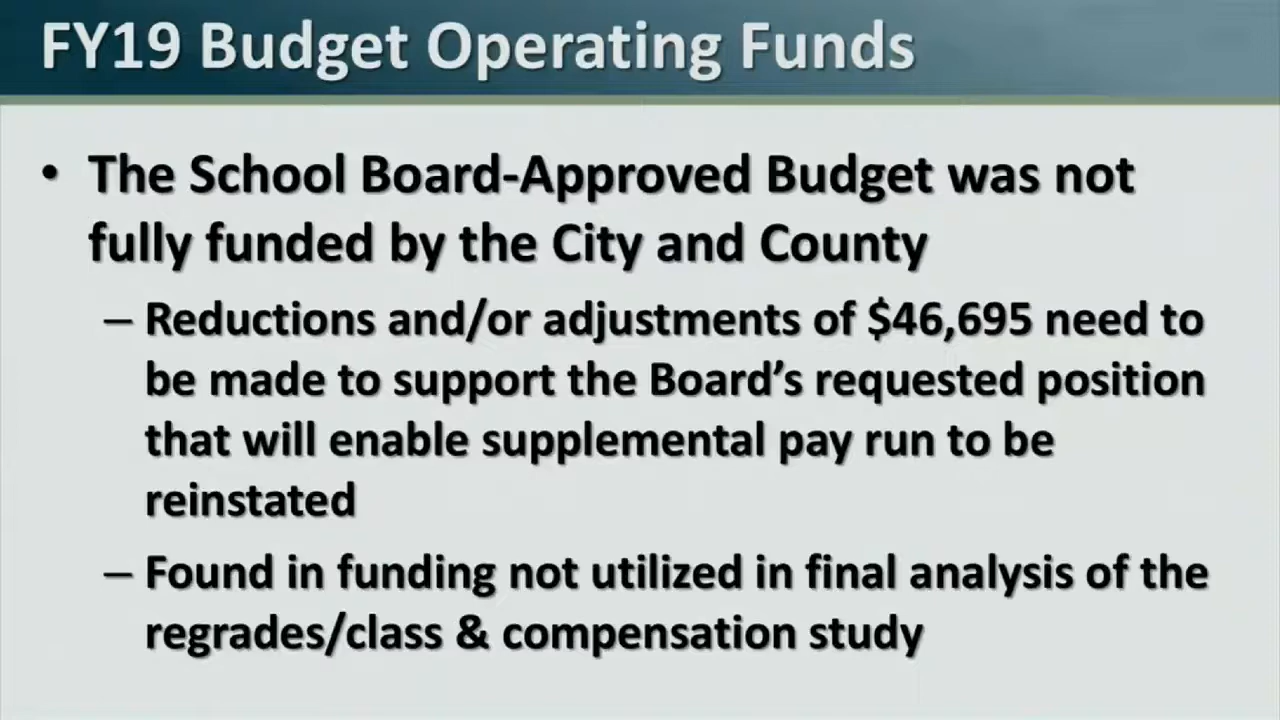 FY19 Budget Operating Funds
• The School Board-Approved Budget was not
fully funded by the City and County
– Reductions and/or adjustments of $46,695 need to
be made to support the Board’s requested position
that will enable supplemental pay run to be
reinstated
– Found in funding not utilized in final analysis of the
regrades/class & compensation study